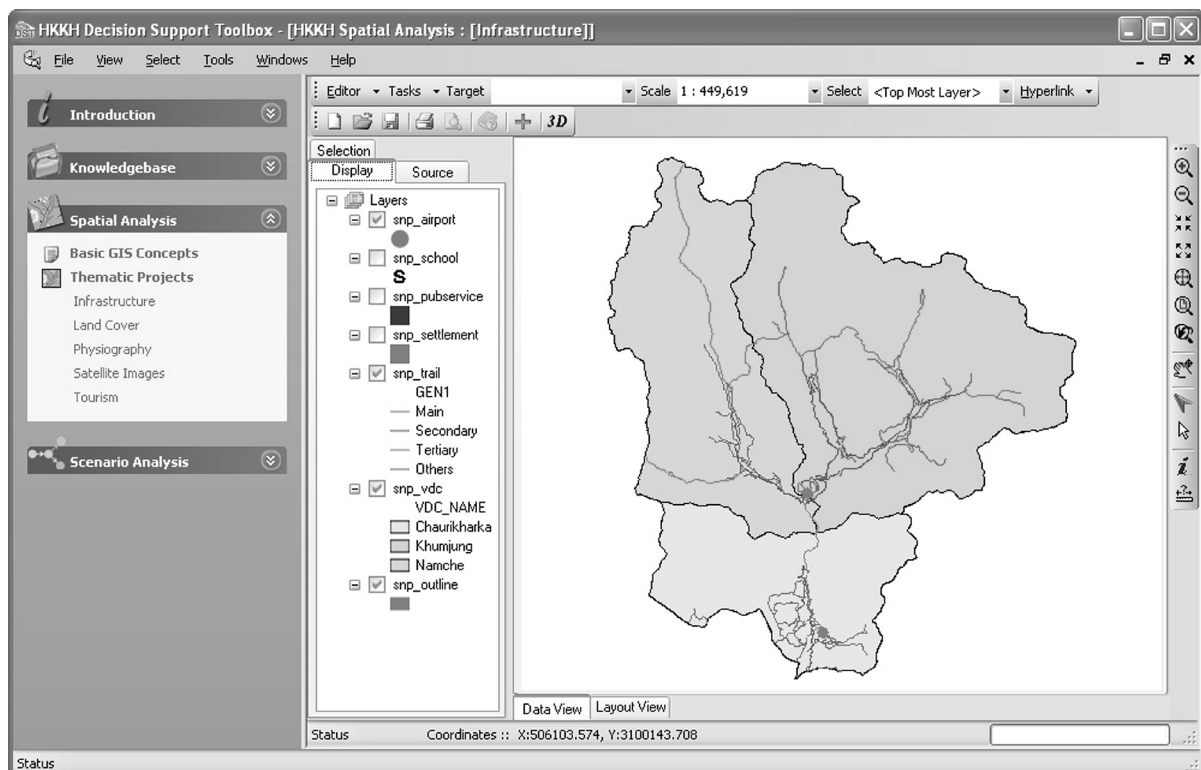 DST HKKH Decision Support Toolbox - [HKKH Spatial Analysis : [Infrastructure]]
File View Select Tools Windows Help
Introduction
Knowledgebase
Spatial Analysis
Basic GIS Concepts
Thematic Projects
Infrastructure
Land Cover
Physiography
Satellite Images
Tourism
Scenario Analysis
Editor Tasks Target Scale 1 : 449,619 Select <Top Most Layer> Hyperlink
3D
Selection
Display Source
Layers
snp_airport
snp_school
S
snp_pubservice
snp_settlement
snp_trail
GEN1
Main
Secondary
Tertiary
Others
snp_vdc
VDC_NAME
Chaurikharka
Khumjung
Namche
snp_outline
Data View Layout View
Status Coordinates :: X:506103.574, Y:3100143.708
Status